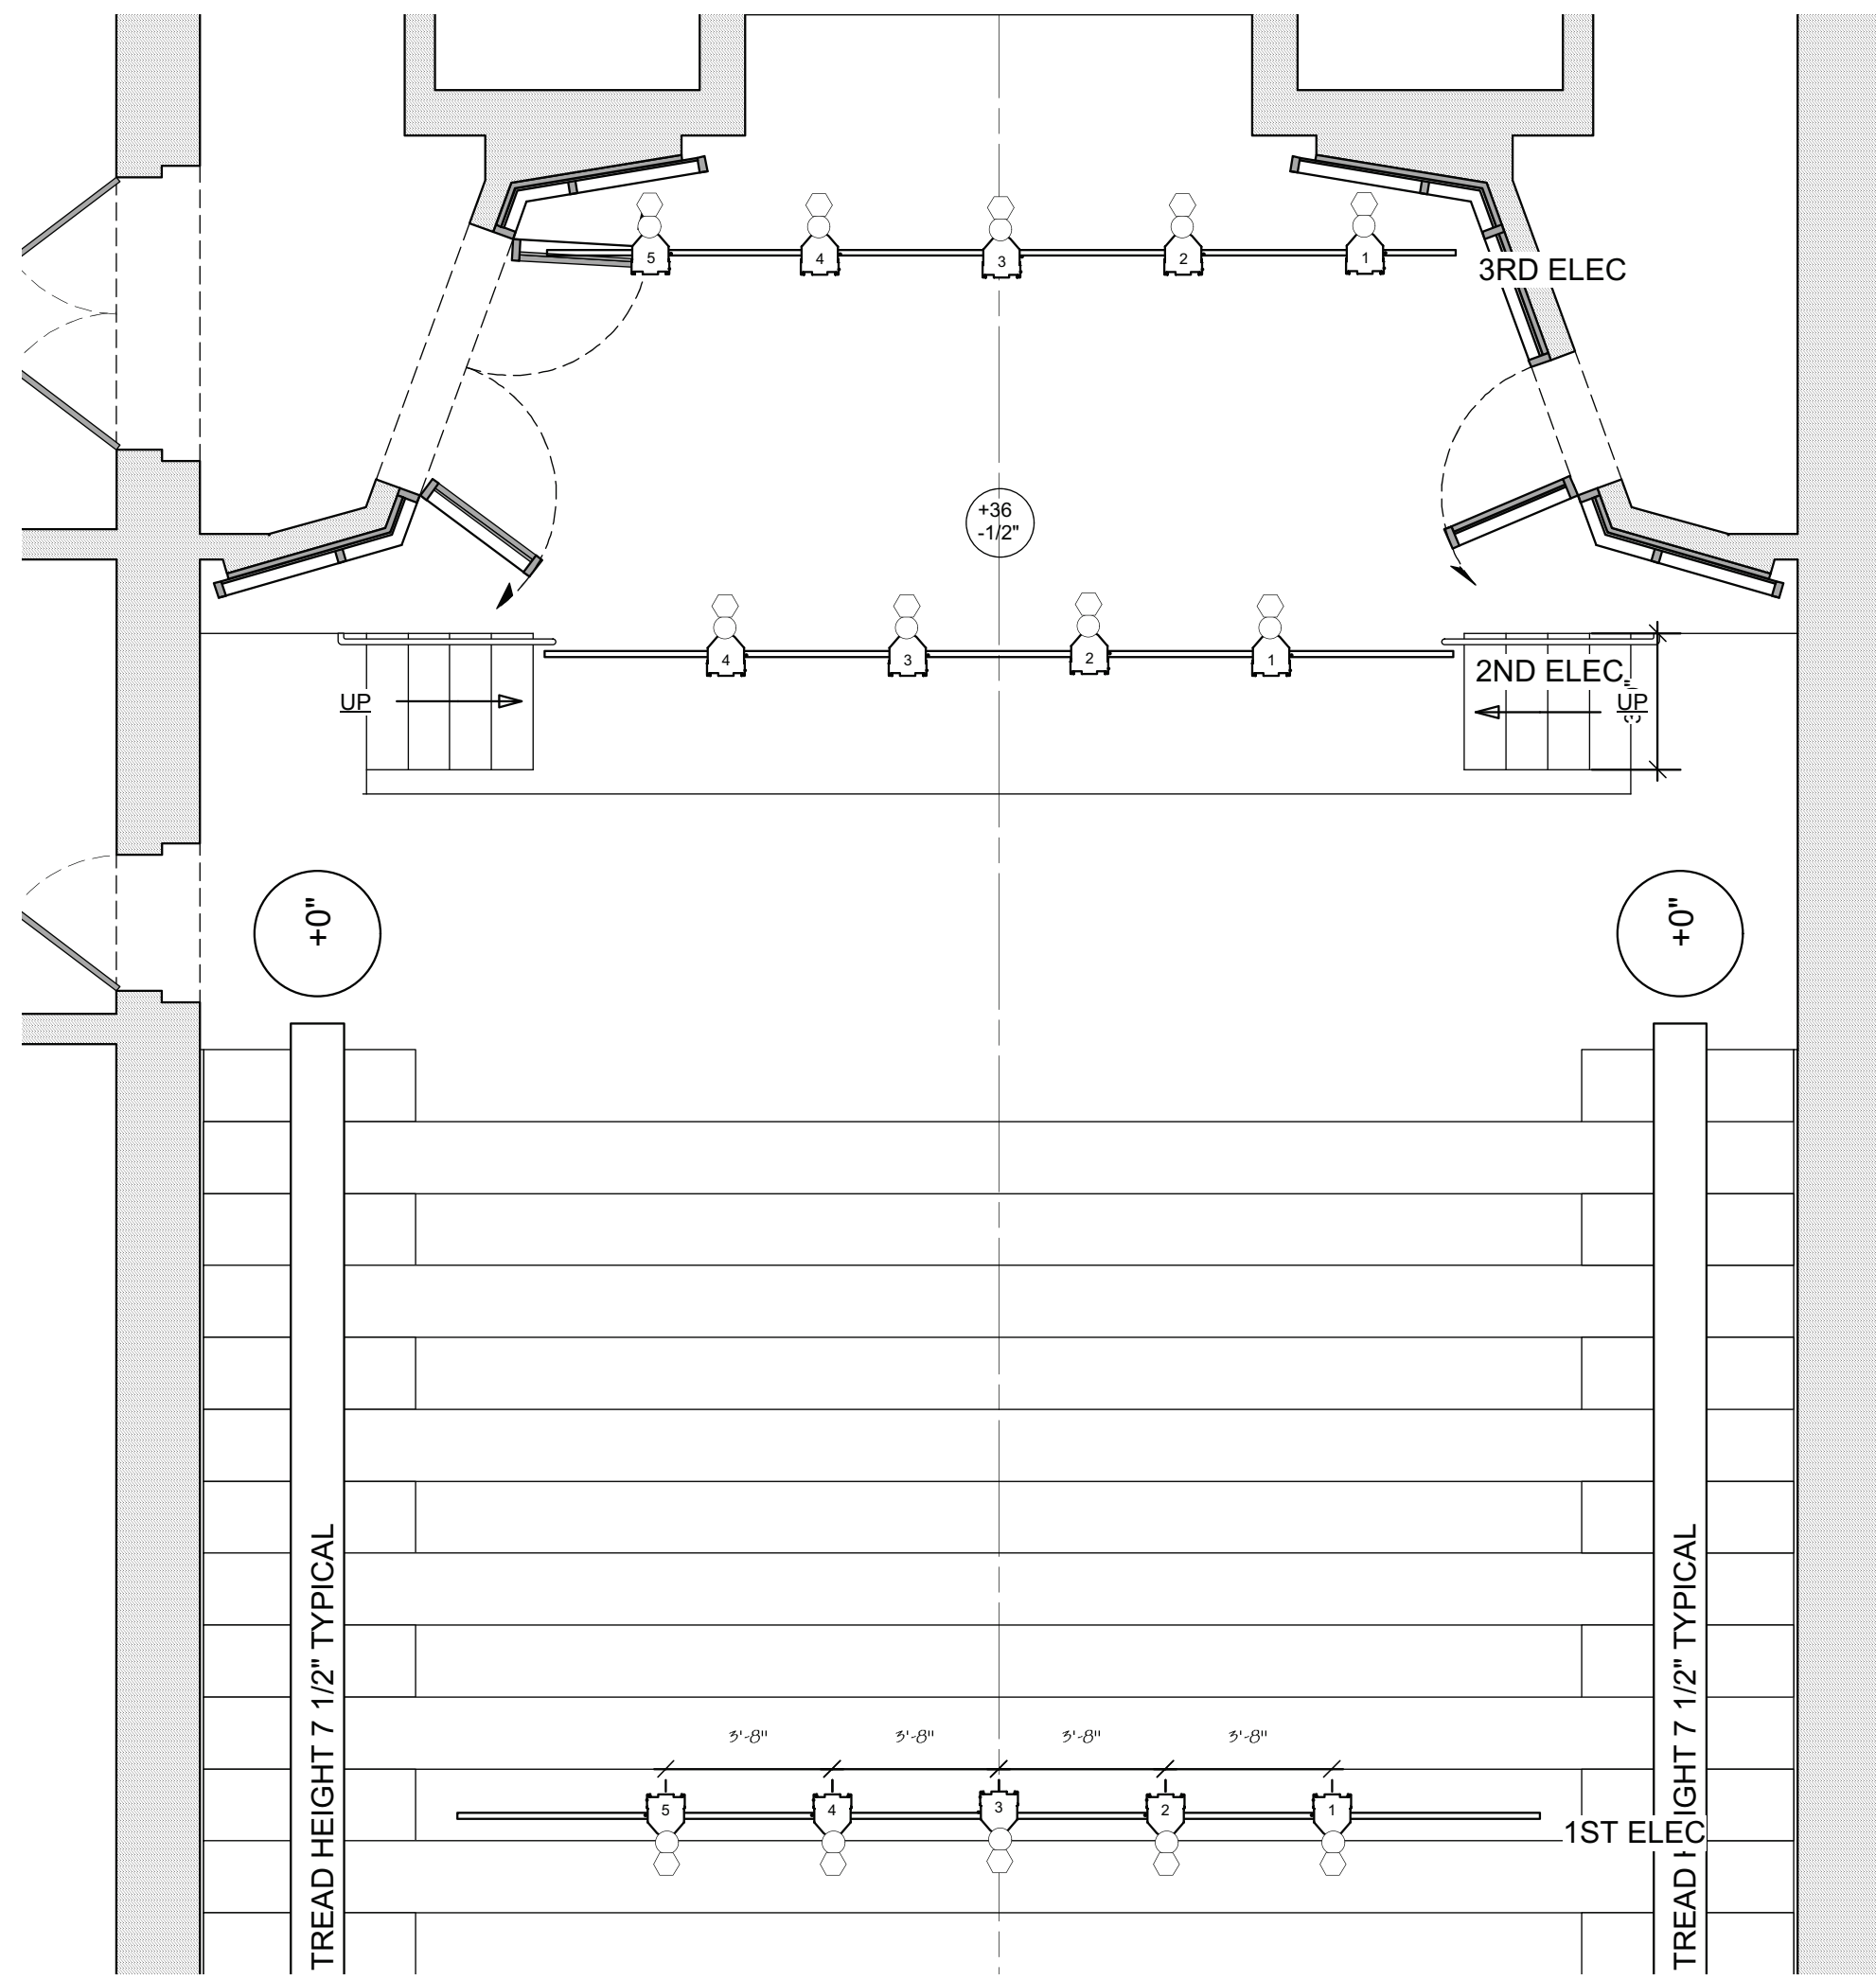 5 4 3 2 1
3RD ELEC
+36
-1/2"
4 3 2 1
2ND ELEC
UP
UP
+0"
+0"
TREAD HEIGHT 7 1/2" TYPICAL
TREAD HEIGHT 7 1/2" TYPICAL
3'-8" 3'-8" 3'-8" 3'-8"
5 4 3 2 1
1ST ELEC